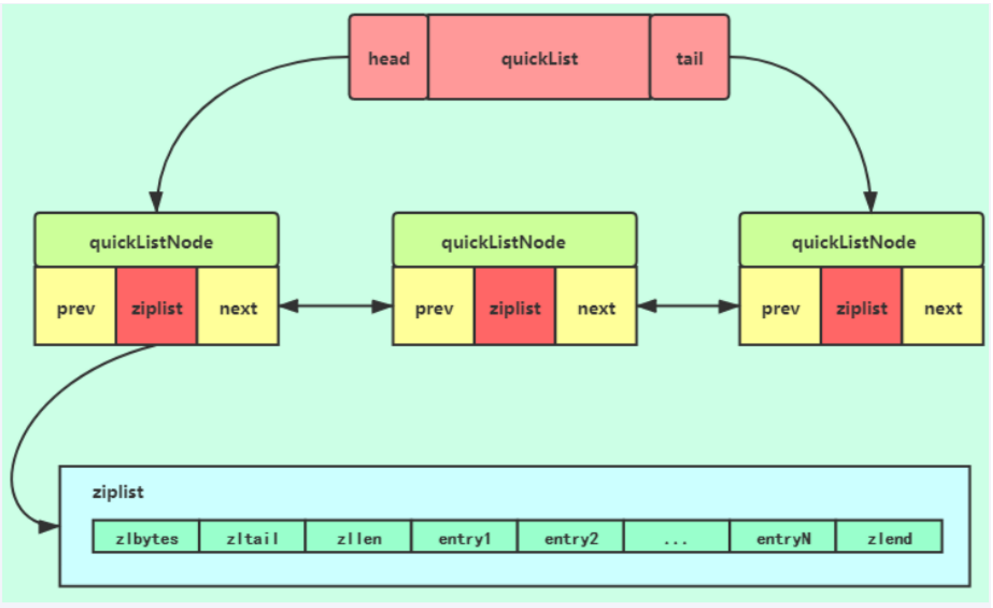 head quickList tail
quickListNode quickListNode quickListNode
prev ziplist next prev ziplist next prev ziplist next
ziplist
zlbytes zltail zllen entry1 entry2 ... entryN zlend